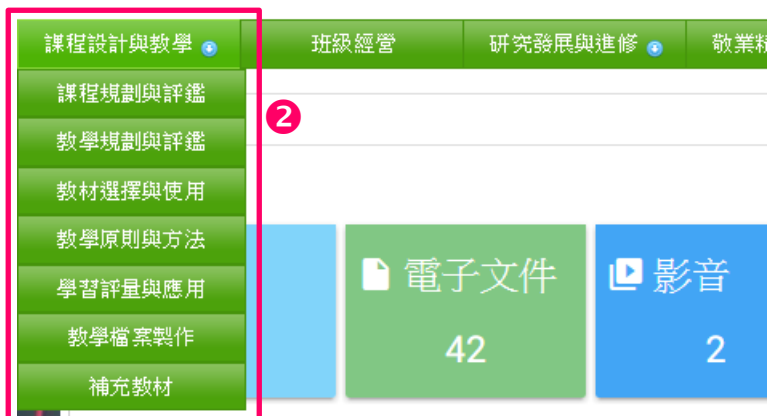 課程設計與教學 班級經營 研究發展與進修 敬業精
課程規劃與評鑑
2
教學規劃與評鑑
教材選擇與使用
教學原則與方法
電子文件 影音
學習評量與應用
教學檔案製作
42 2
補充教材